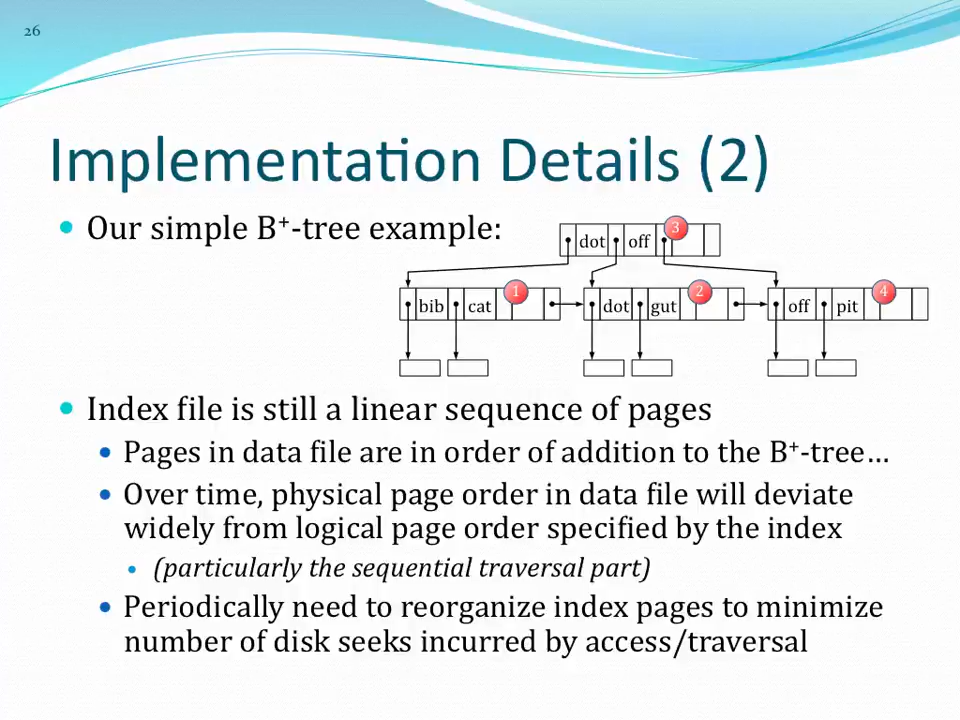 26
Implementation Details (2)
Our simple B+-tree example:
dot off 3
bib cat 1 dot gut 2 off pit 4
Index file is still a linear sequence of pages
Pages in data file are in order of addition to the B+-tree…
Over time, physical page order in data file will deviate
widely from logical page order specified by the index
(particularly the sequential traversal part)
Periodically need to reorganize index pages to minimize
number of disk seeks incurred by access/traversal